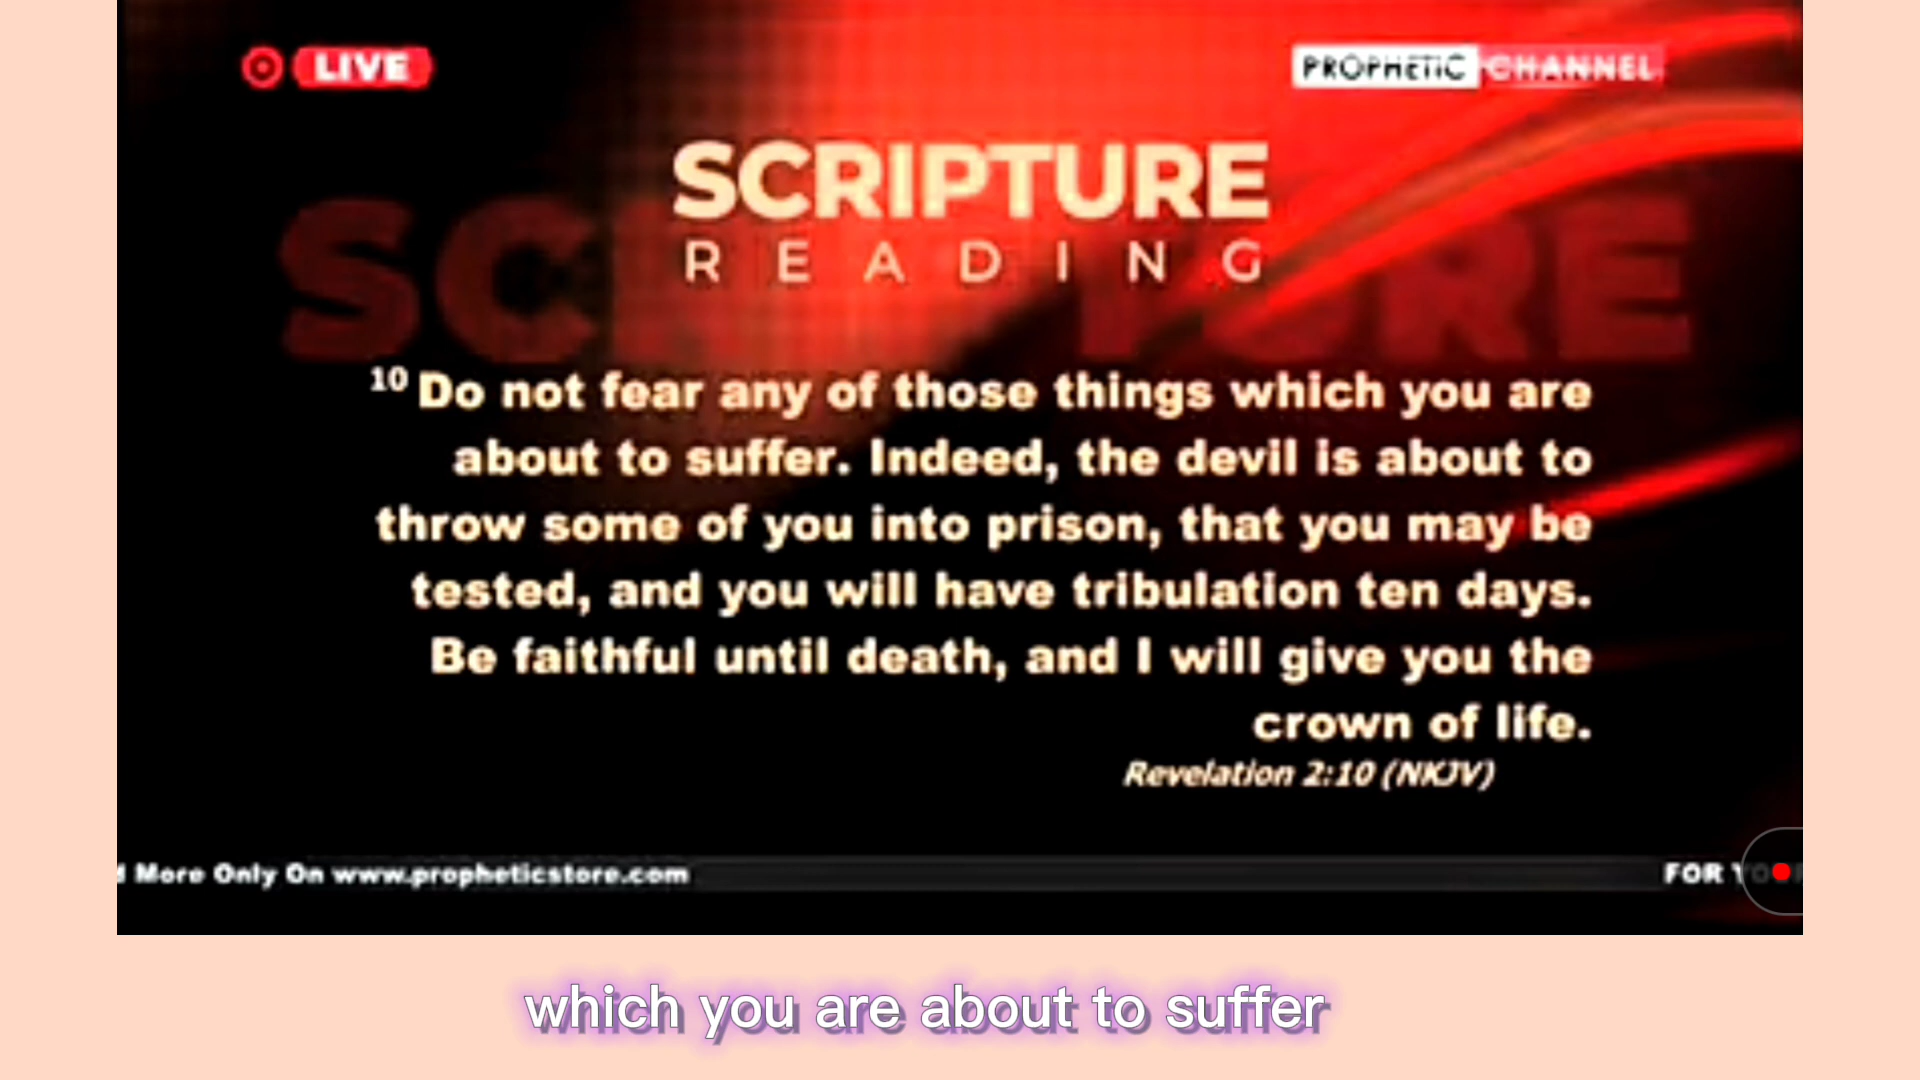 LIVE
PROPHETIC CHANNEL
SCRIPTURE
READING
10 Do not fear any of those things which you are
about to suffer. Indeed, the devil is about to
throw some of you into prison, that you may be
tested, and you will have tribulation ten days.
Be faithful until death, and I will give you the
crown of life.
Revelation 2:10 (NKJV)
More Only On www.propheticstore.com
FOR
which you are about to suffer